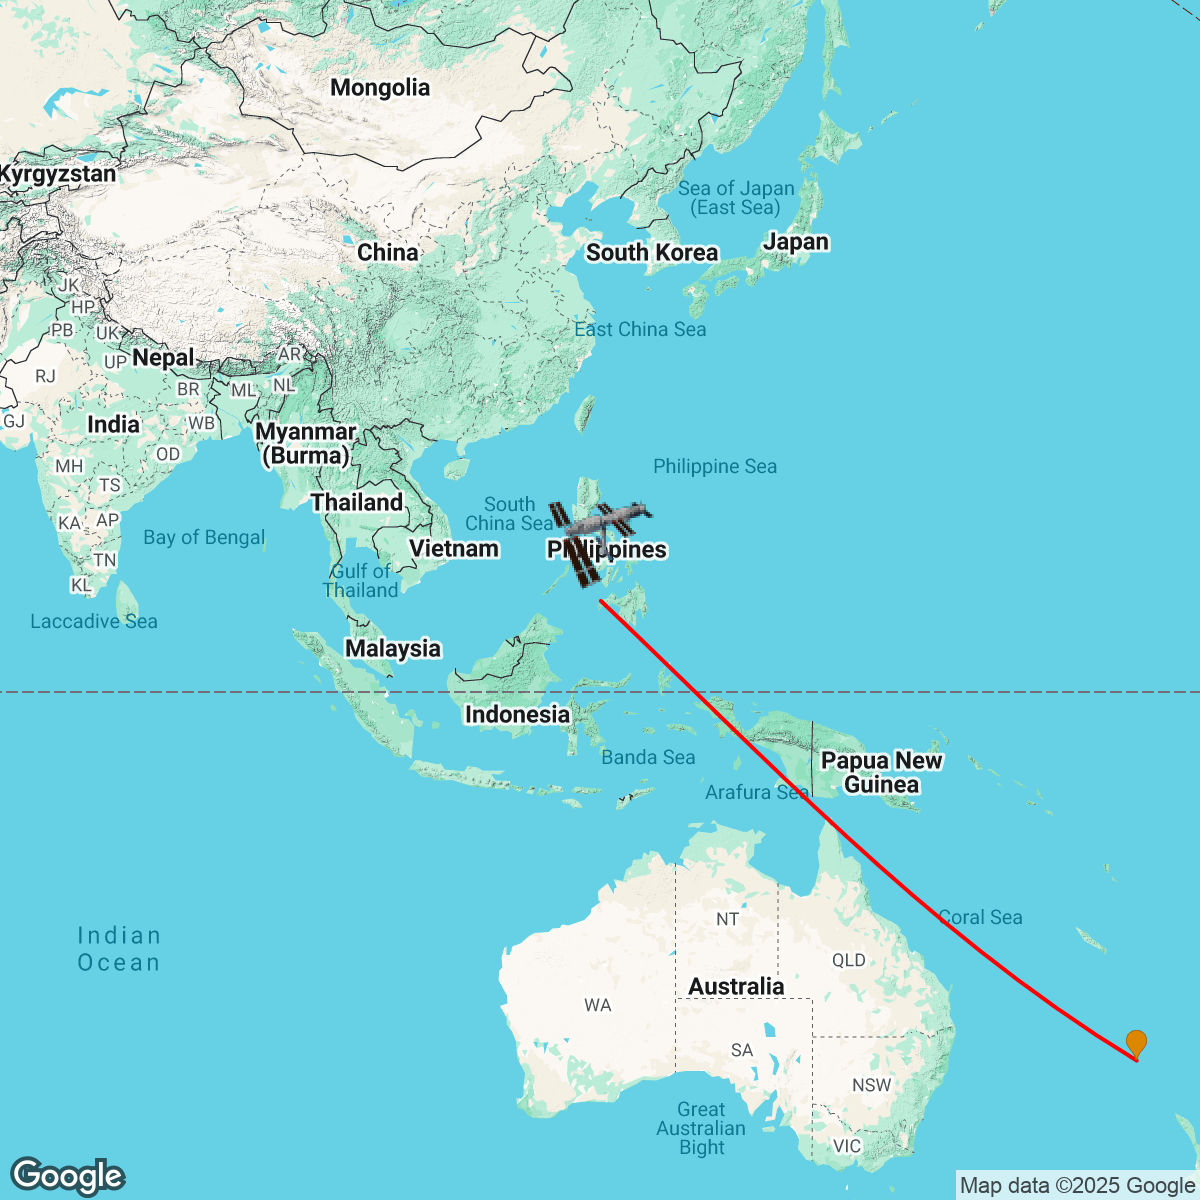 Mongolia
Kyrgyzstan
Sea of Japan
(East Sea)
Japan
China
South Korea
JK
HP
PB
UK
East China Sea
Nepal
AR
UP
RJ
BR
ML
NL
GJ
India
WB
Myanmar
(Burma)
OD
MH
Philippine Sea
TS
Thailand
South
China Sea
KA
AP
Bay of Bengal
Vietnam
Philippines
TN
Gulf of
Thailand
KL
Laccadive Sea
Malaysia
Indonesia
Banda Sea
Papua New
Guinea
Arafura Sea
Indian
Ocean
NT
Coral Sea
QLD
Australia
WA
SA
NSW
Great
Australian
Bight
VIC
Google
Map data ©2025 Google